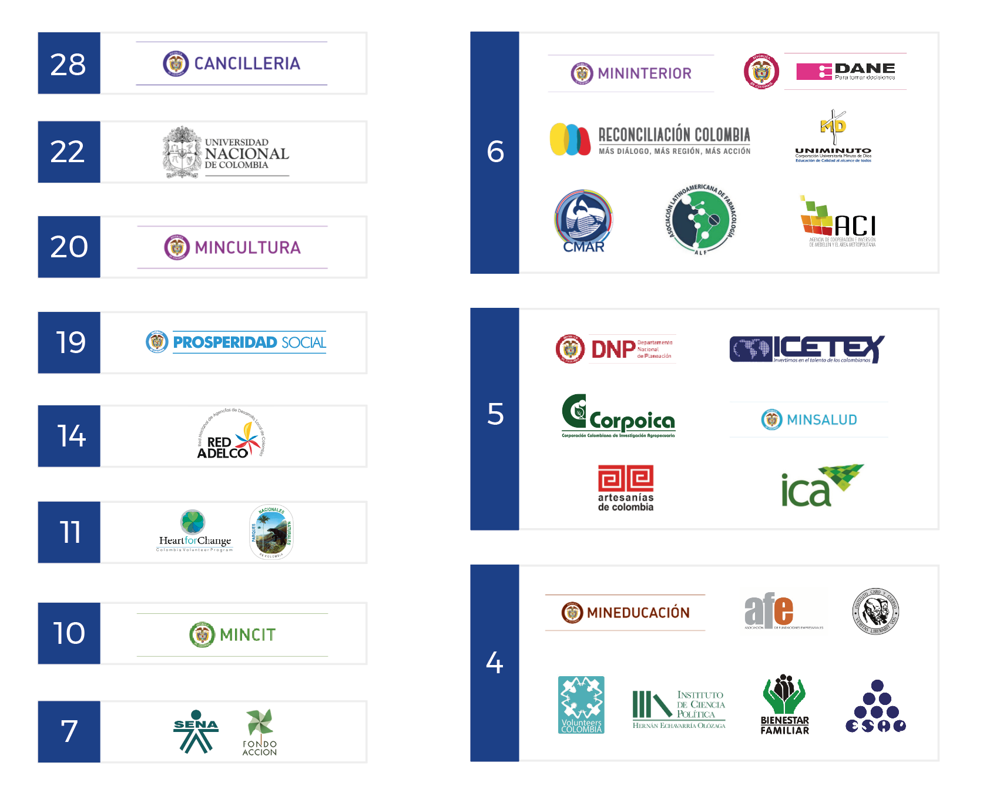 28
CANCILLERIA
22
UNIVERSIDAD
NACIONAL
DE COLOMBIA
20
MINCULTURA
19
PROSPERIDAD SOCIAL
14
Red Nacional de Agencias de Desarrollo Local de Colombia
RED
ADELCO
11
HeartforChange
Colombia Volunteer Program
PARQUES NACIONALES NATURALES
DE COLOMBIA
10
MINCIT
7
SENA
FONDO
ACCION
6
MININTERIOR
REPÚBLICA
DE COLOMBIA
DANE
Para tomar decisiones
RECONCILIACIÓN COLOMBIA
MÁS DIÁLOGO, MÁS REGIÓN, MÁS ACCIÓN
MD
UNIMINUTO
Corporación Universitaria Minuto de Dios
Educación de Calidad al alcance de todos
CMAR
ASOCIACIÓN LATINOAMERICANA DE FARMACOLOGÍA
ALF
ACI
AGENCIA DE COOPERACIÓN E INVERSIÓN
DE MEDELLÍN Y EL ÁREA METROPOLITANA
5
DNP
Departamento
Nacional
de Planeación
ICETEX
Invertimos en el talento de los colombianos
Corpoica
Corporación Colombiana de Investigación Agropecuaria
MINSALUD
artesanías
de colombia
ica
4
MINEDUCACIÓN
afe
ASOCIACIÓN DE FUNDACIONES EMPRESARIALES
INSTITUTO CARO Y CUERVO
VERITAS LIBERABIT VOS
Volunteers
COLOMBIA
INSTITUTO
DE CIENCIA
POLÍTICA
HERNÁN ECHAVARRÍA OLÓZAGA
BIENESTAR
FAMILIAR
ESAP